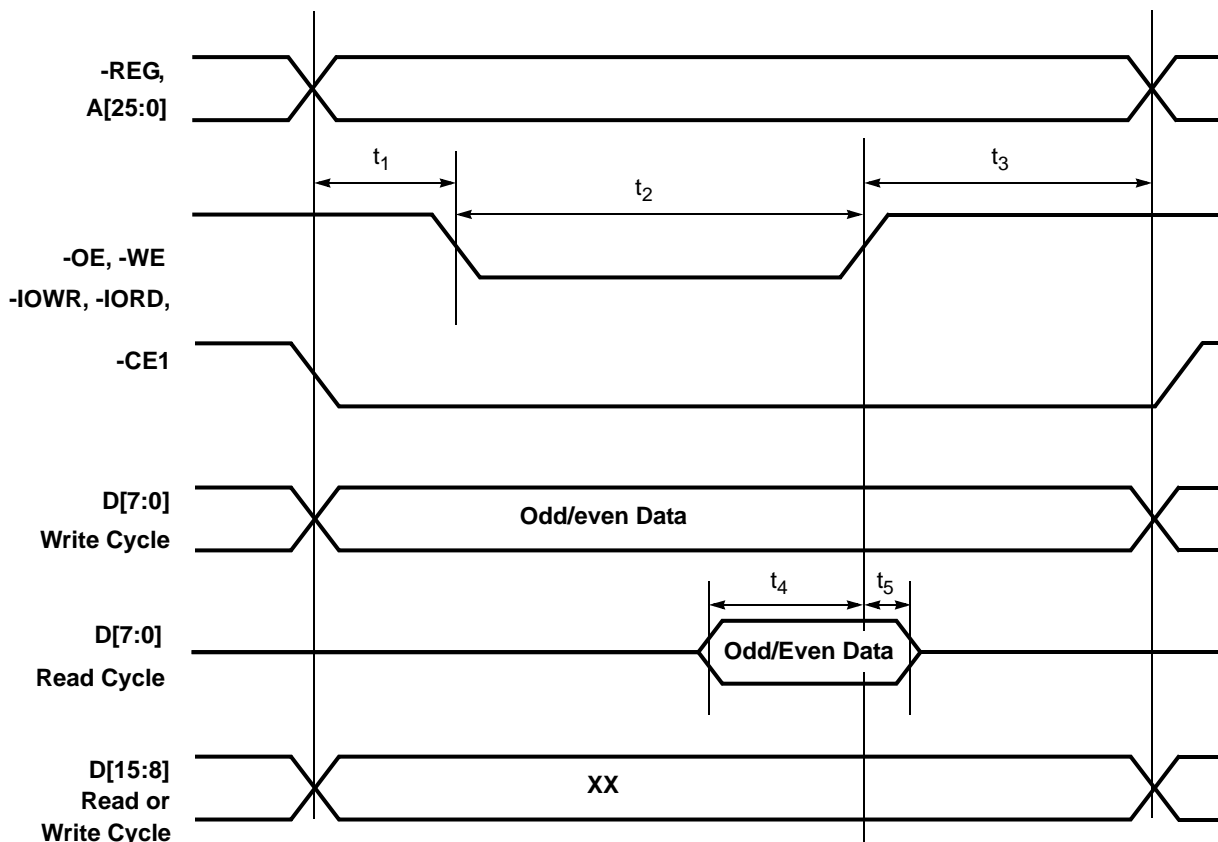 -REG,
A[25:0]
t1
t2
t3
-OE, -WE
-IOWR, -IORD,
-CE1
D[7:0]
Write Cycle
Odd/even Data
t4
t5
D[7:0]
Read Cycle
Odd/Even Data
D[15:8]
Read or
Write Cycle
XX